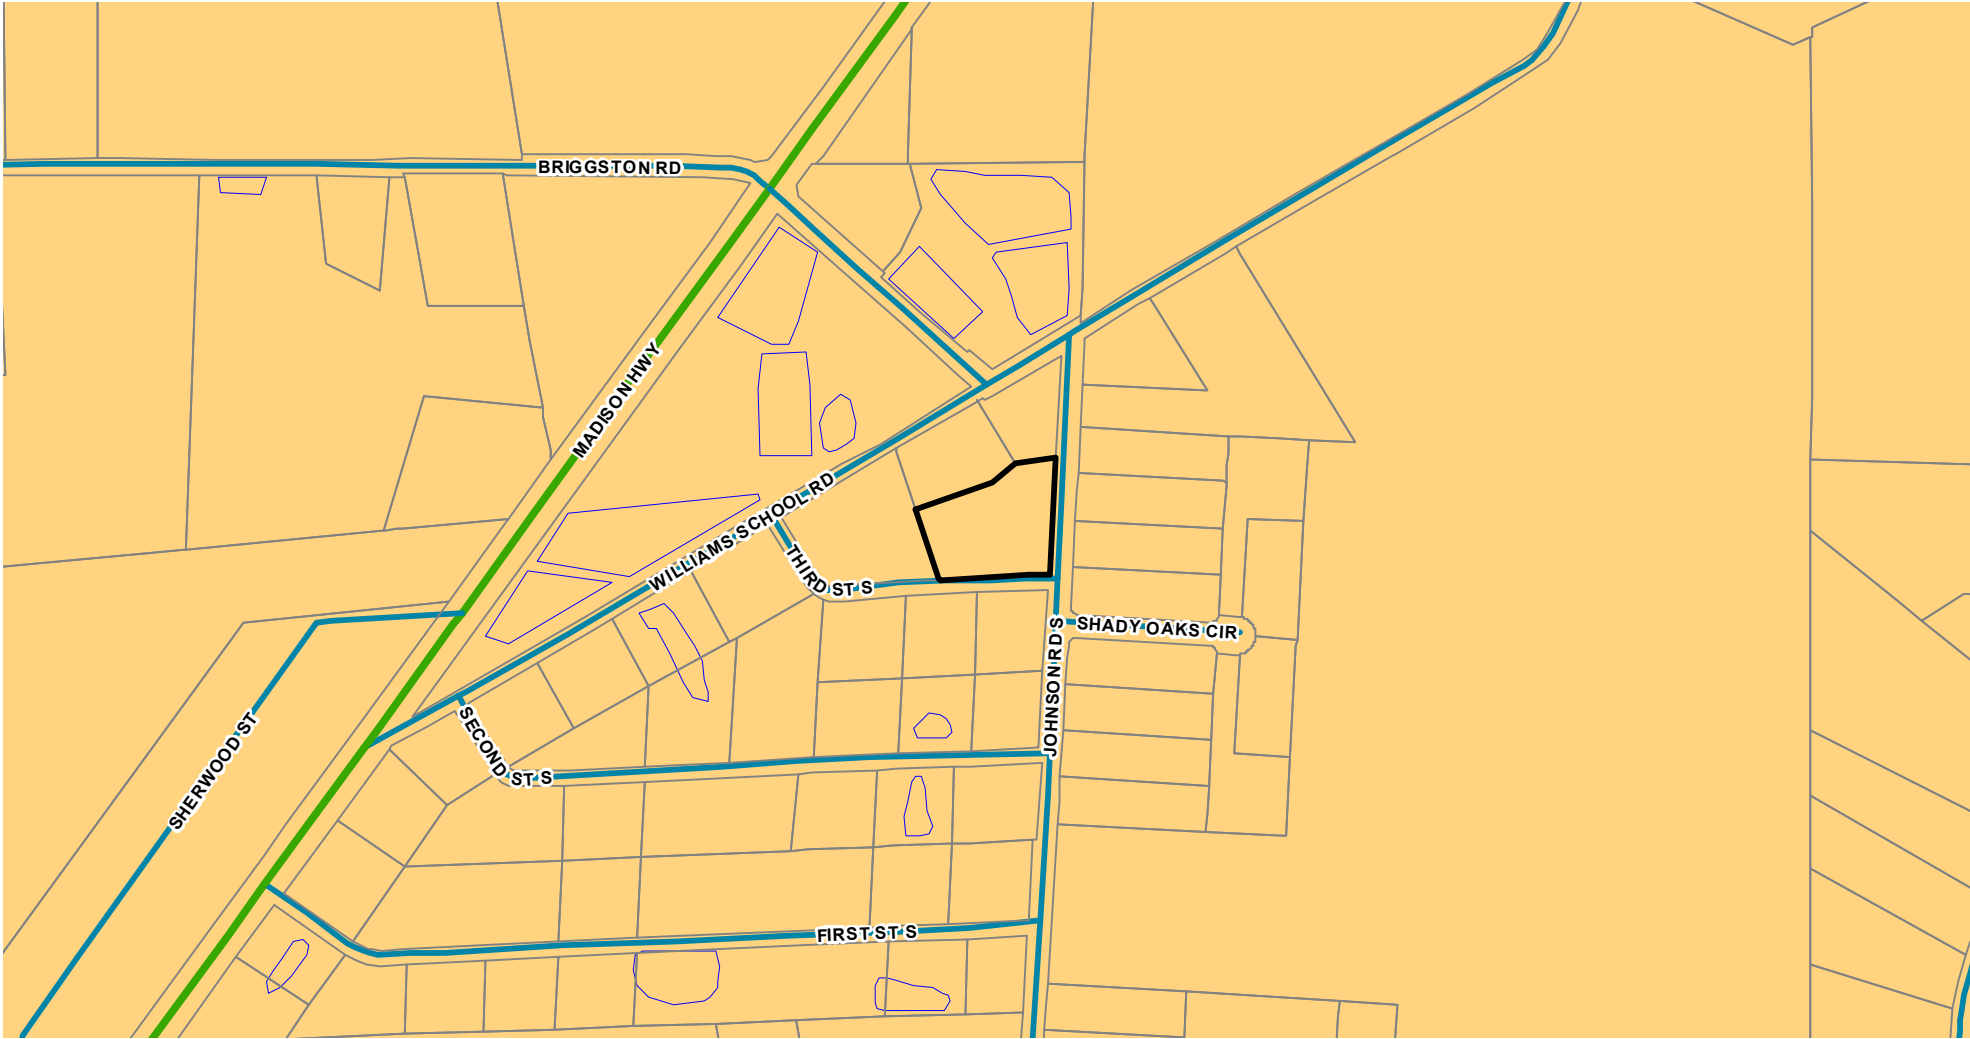 BRIGGSTON RD
MADISON HWY
WILLIAMS SCHOOL RD
THIRD ST S
SHADY OAKS CIR
JOHNSON RD S
SECOND ST S
SHERWOOD ST
FIRST ST S